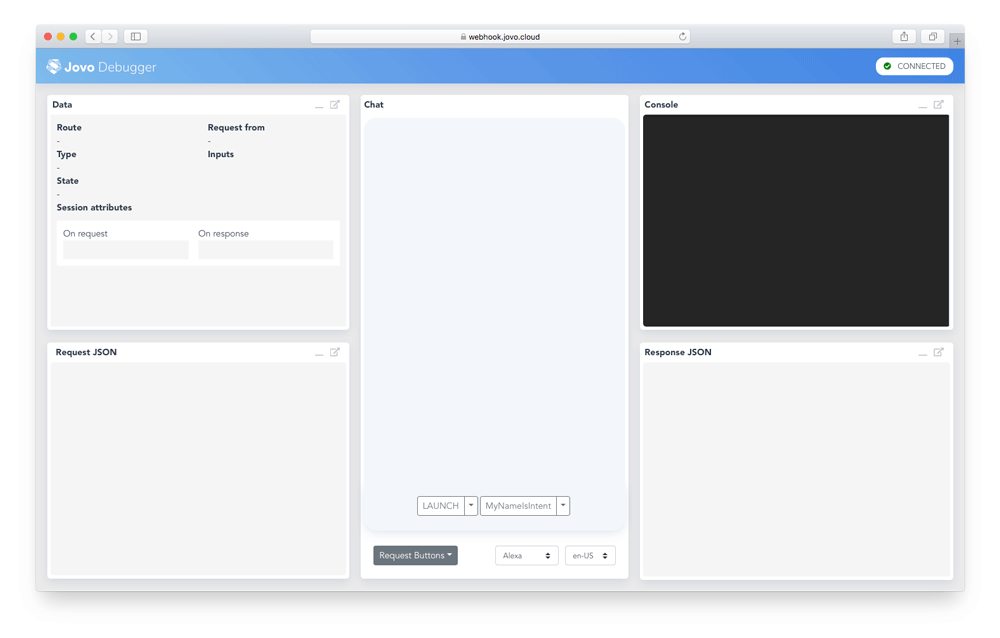 webhook.jovo.cloud
Jovo Debugger
CONNECTED
Data
Route
-
Type
-
State
-
Request from
-
Inputs
Session attributes
On request
On response
Request JSON
Chat
LAUNCH
MyNameIsIntent
Request Buttons
Alexa
en-US
Console
Response JSON